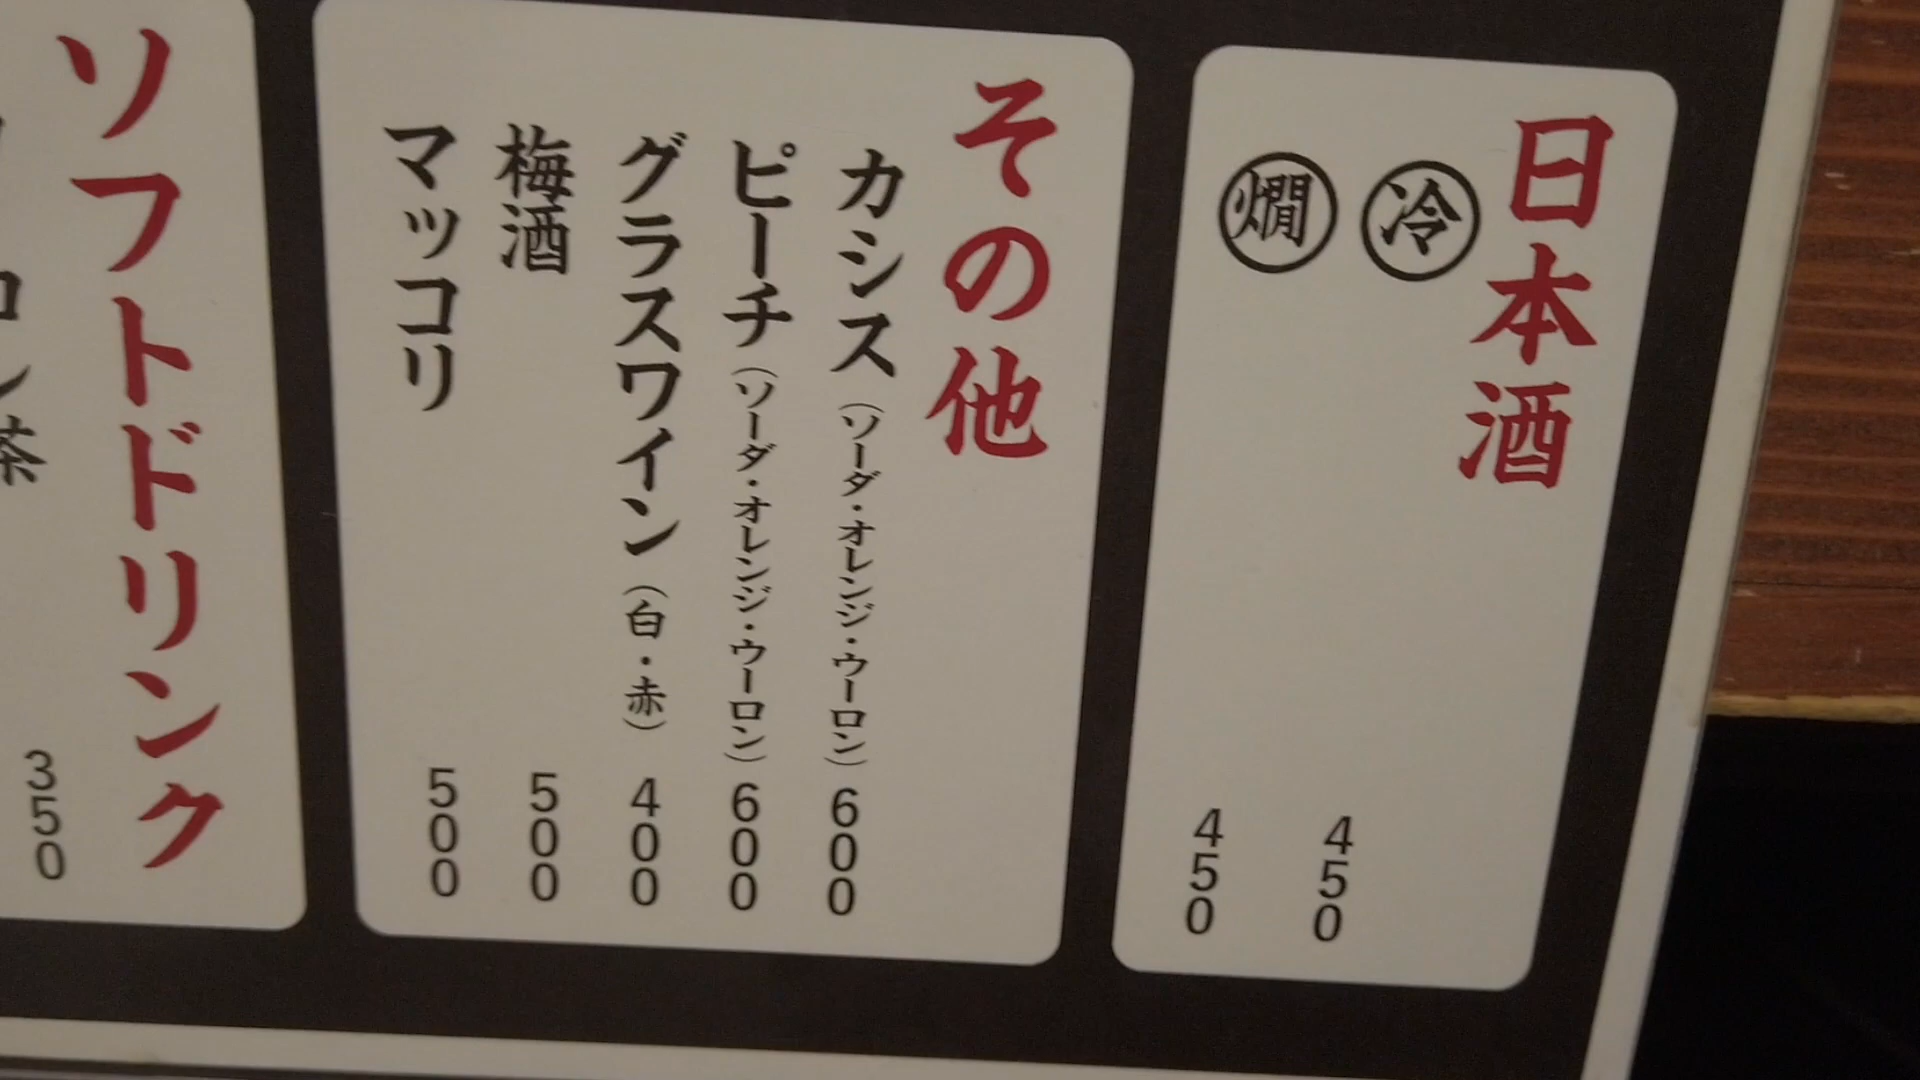 日本酒
冷 450
燗 450
その他
カシス（ソーダ・オレンジ・ウーロン）600
ピーチ（ソーダ・オレンジ・ウーロン）600
グラスワイン（白・赤）400
梅酒 500
マッコリ 500
ソフトドリンク
ロン茶 350